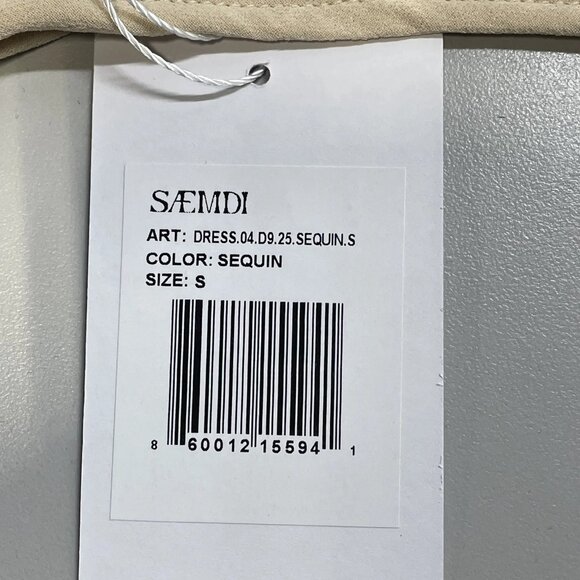 SÆMDI
ART: DRESS.04.D9.25.SEQUIN.S
COLOR: SEQUIN
SIZE: S
8 60012 15594 1